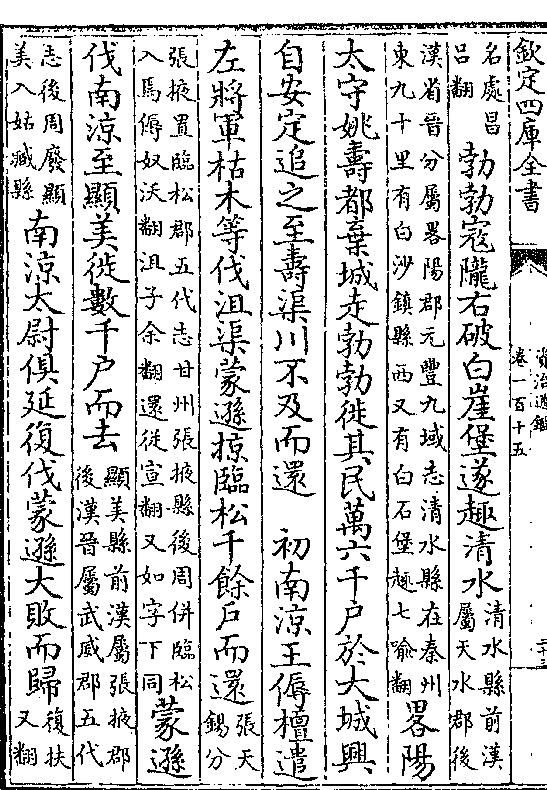 欽定四庫全書
資治通鑑
卷一百十五
二十三
名處昌
呂翻
勃勃寇隴右破白崖堡遂趣清水
清水縣前漢
屬天水郡後
漢省晉分屬畧陽郡元豐九域志清水縣在秦州
東九十里有白沙鎮縣西又有白石堡趣七喻翻
畧陽
太守姚壽都棄城走勃勃徙其民萬六千户於大城興
自安定追之至壽渠川不及而還 初南涼王傉檀遣
左將軍枯木等伐沮渠蒙遜掠臨松千餘户而還
張天
錫分
張掖置臨松郡五代志甘州張掖縣後周併臨松
入焉傉奴沃翻沮子余翻還從宣翻又如字下同
蒙遜
伐南涼至顯美徙數千户而去
顯美縣前漢屬張掖郡
後漢晉屬武威郡五代
志後周廢顯
美入姑臧縣
南涼太尉俱延復伐蒙遜大敗而歸
復扶
又翻